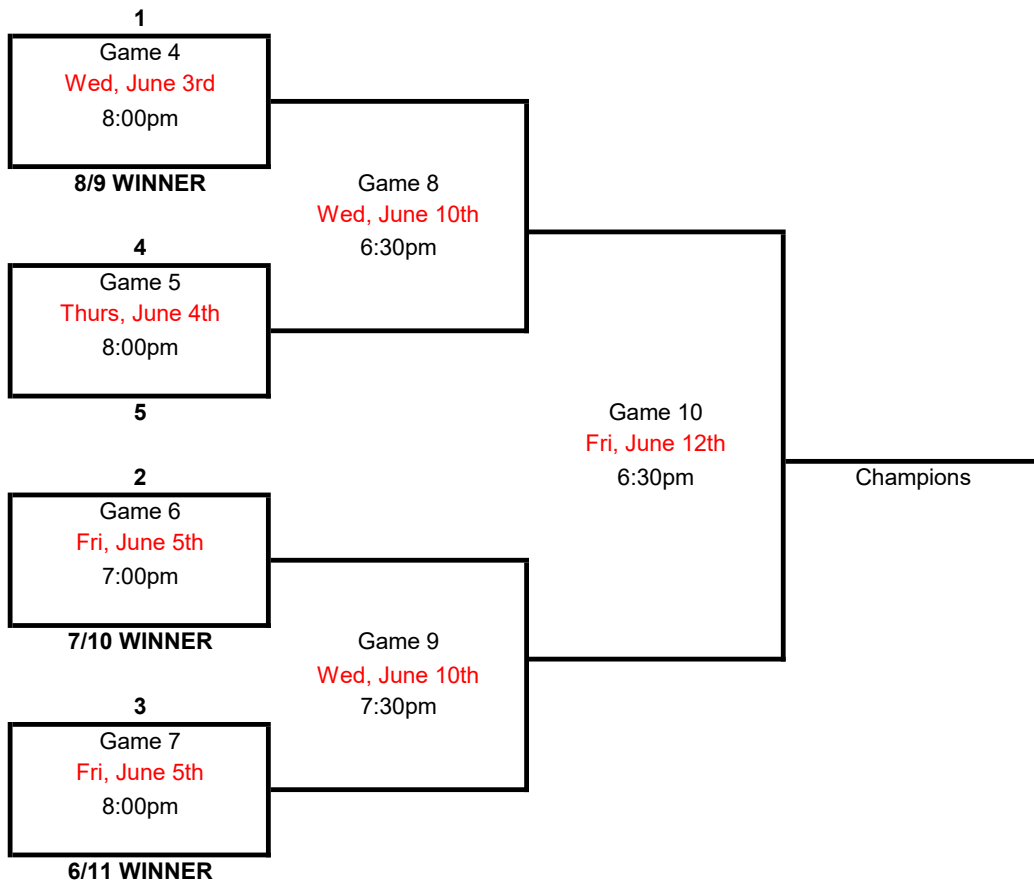 1
Game 4
Wed, June 3rd
8:00pm
8/9 WINNER
Game 8
Wed, June 10th
6:30pm
4
Game 5
Thurs, June 4th
8:00pm
5
Game 10
Fri, June 12th
6:30pm
Champions
2
Game 6
Fri, June 5th
7:00pm
7/10 WINNER
Game 9
Wed, June 10th
7:30pm
3
Game 7
Fri, June 5th
8:00pm
6/11 WINNER